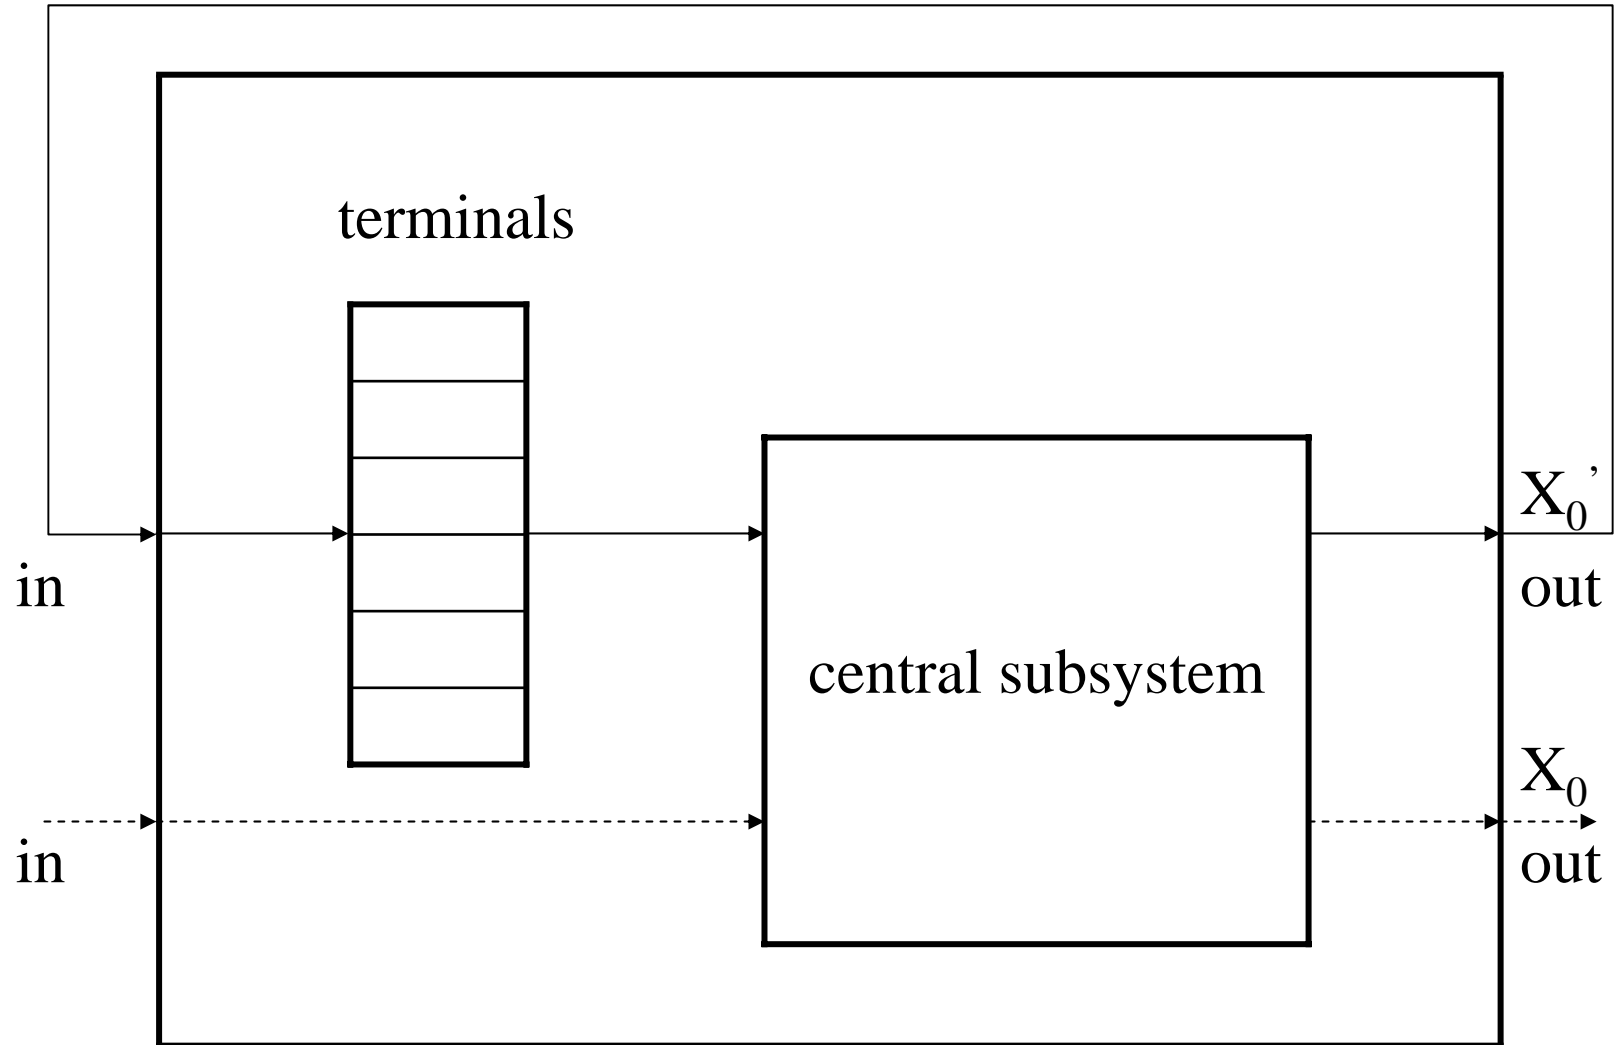 terminals
X₀’
in
out
central subsystem
X₀
in
out